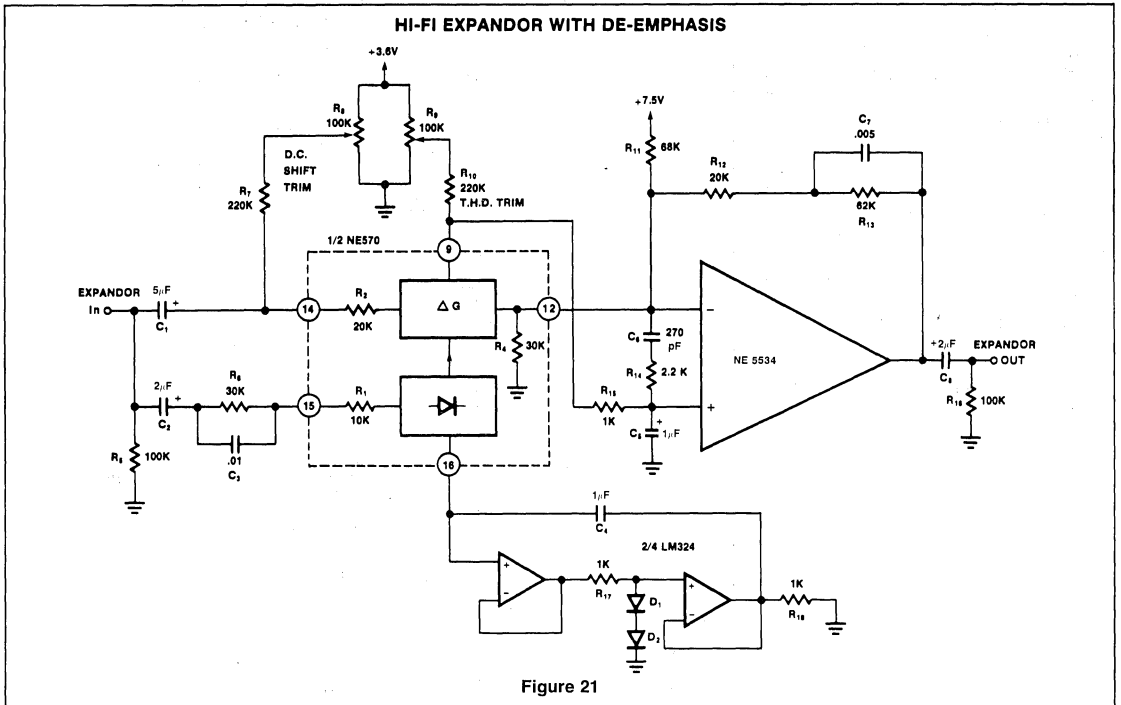 HI-FI EXPANDOR WITH DE-EMPHASIS
+3.6V
R8
100K
R9
100K
D.C.
SHIFT
TRIM
R7
220K
R10
220K
T.H.D. TRIM
+7.5V
R11 68K
R12
20K
C7
.005
62K
R13
1/2 NE570
9
EXPANDOR
In
5μF
+
C1
14
R2
20K
ΔG
12
R4 30K
C6 270
pF
R14 2.2 K
−
NE 5534
+
+2μF
C8
EXPANDOR
OUT
R16 100K
2μF
+
C2
R6
30K
.01
C3
15
R1
10K
R15
1K
C5 + 1μF
R5 100K
16
1μF
C4
2/4 LM324
+
−
1K
R17
D1
D2
+
−
1K
R18
Figure 21